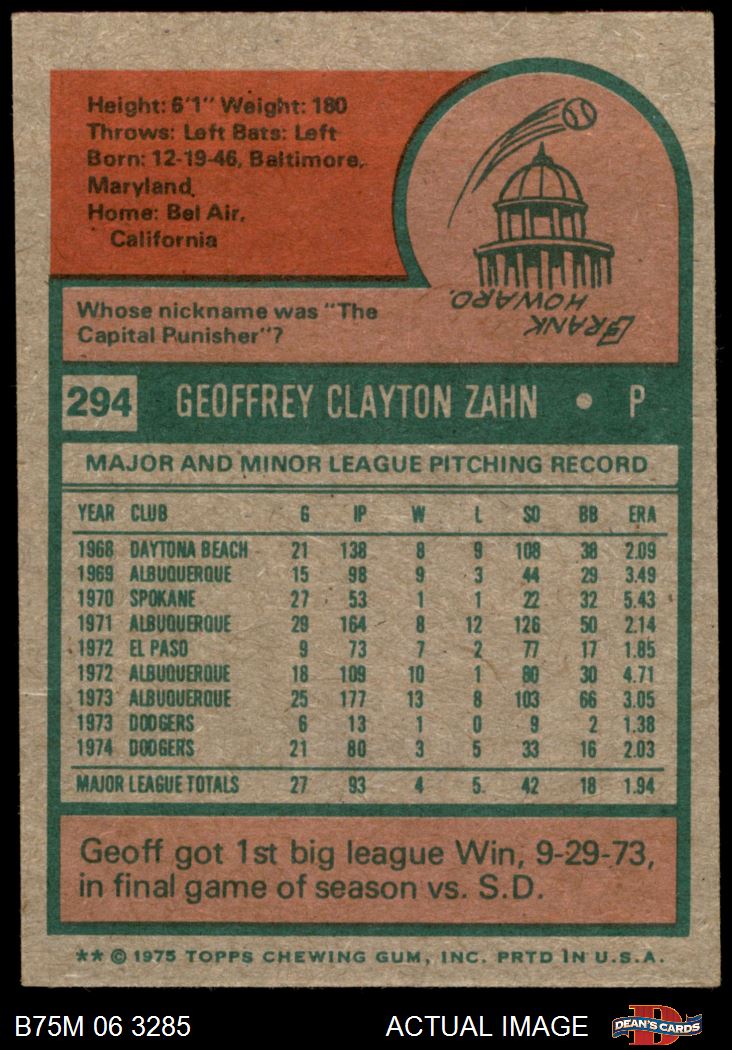 Height: 6'1" Weight: 180
Throws: Left Bats: Left
Born: 12-19-46, Baltimore,
Maryland
Home: Bel Air,
California
Whose nickname was "The
Capital Punisher"?
FRANK
HOWARD.
294 GEOFFREY CLAYTON ZAHN • P
MAJOR AND MINOR LEAGUE PITCHING RECORD
YEAR CLUB G IP W L SO BB ERA
1968 DAYTONA BEACH 21 138 8 9 108 38 2.09
1969 ALBUQUERQUE 15 98 9 3 44 29 3.49
1970 SPOKANE 27 53 1 1 22 32 5.43
1971 ALBUQUERQUE 29 164 8 12 126 50 2.14
1972 EL PASO 9 73 7 2 77 17 1.85
1972 ALBUQUERQUE 18 109 10 1 80 30 4.71
1973 ALBUQUERQUE 25 177 13 8 103 66 3.05
1973 DODGERS 6 13 1 0 9 2 1.38
1974 DODGERS 21 80 3 5 33 16 2.03
MAJOR LEAGUE TOTALS 27 93 4 5. 42 18 1.94
Geoff got 1st big league Win, 9-29-73,
in final game of season vs. S.D.
** © 1975 TOPPS CHEWING GUM, INC. PRTD IN U.S.A.
B75M 06 3285 ACTUAL IMAGE DEAN'S CARDS